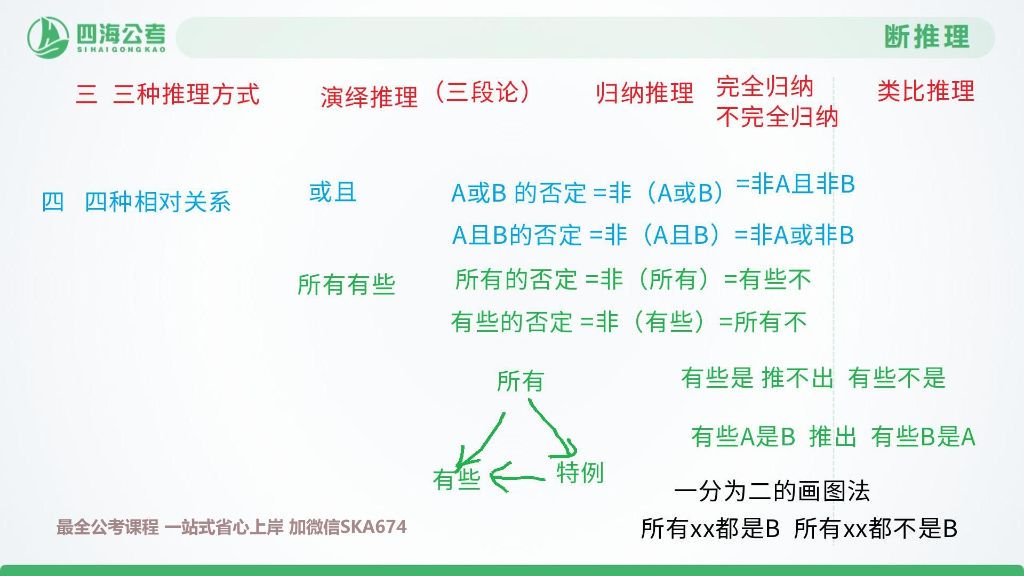 四海公考
SIHAIGONGKAO
断推理
三 三种推理方式 演绎推理（三段论） 归纳推理 完全归纳 类比推理
不完全归纳
四 四种相对关系 或且 A或B 的否定 =非（A或B）=非A且非B
A且B的否定 =非（A且B）=非A或非B
所有有些 所有的否定 =非（所有）=有些不
有些的否定 =非（有些）=所有不
所有 有些是 推不出 有些不是
有些A是B 推出 有些B是A
有些 特例
一分为二的画图法
所有xx都是B 所有xx都不是B
最全公考课程 一站式省心上岸 加微信SKA674